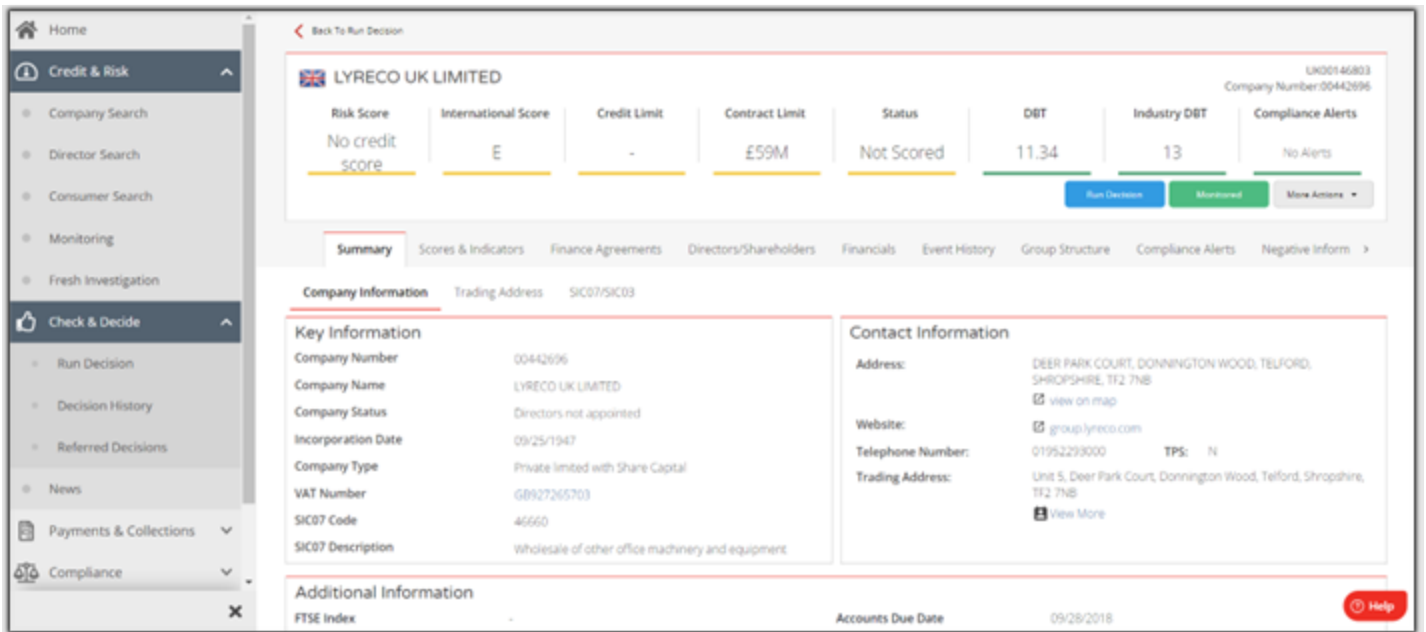 Home
Credit & Risk
Company Search
Director Search
Consumer Search
Monitoring
Fresh Investigation
Check & Decide
Run Decision
Decision History
Referred Decisions
News
Payments & Collections
Compliance
Back To Run Decision
LYRECO UK LIMITED
UK00146803
Company Number:00442696
Risk Score International Score Credit Limit Contract Limit Status DBT Industry DBT Compliance Alerts
No credit score E - £59M Not Scored 11.34 13 No Alerts
Run Decision Monitored More Actions
Summary Scores & Indicators Finance Agreements Directors/Shareholders Financials Event History Group Structure Compliance Alerts Negative Inform
Company Information Trading Address SIC07/SIC03
Key Information
Company Number 00442696
Company Name LYRECO UK LIMITED
Company Status Directors not appointed
Incorporation Date 09/25/1947
Company Type Private limited with Share Capital
VAT Number GB927265703
SIC07 Code 46660
SIC07 Description Wholesale of other office machinery and equipment
Contact Information
Address: DEER PARK COURT, DONNINGTON WOOD, TELFORD,
SHROPSHIRE, TF2 7NB
view on map
Website: group.lyreco.com
Telephone Number: 01952293000 TPS: N
Trading Address: Unit 5, Deer Park Court, Donnington Wood, Telford, Shropshire,
TF2 7NB
View More
Additional Information
FTSE Index - Accounts Due Date 09/28/2018
Help